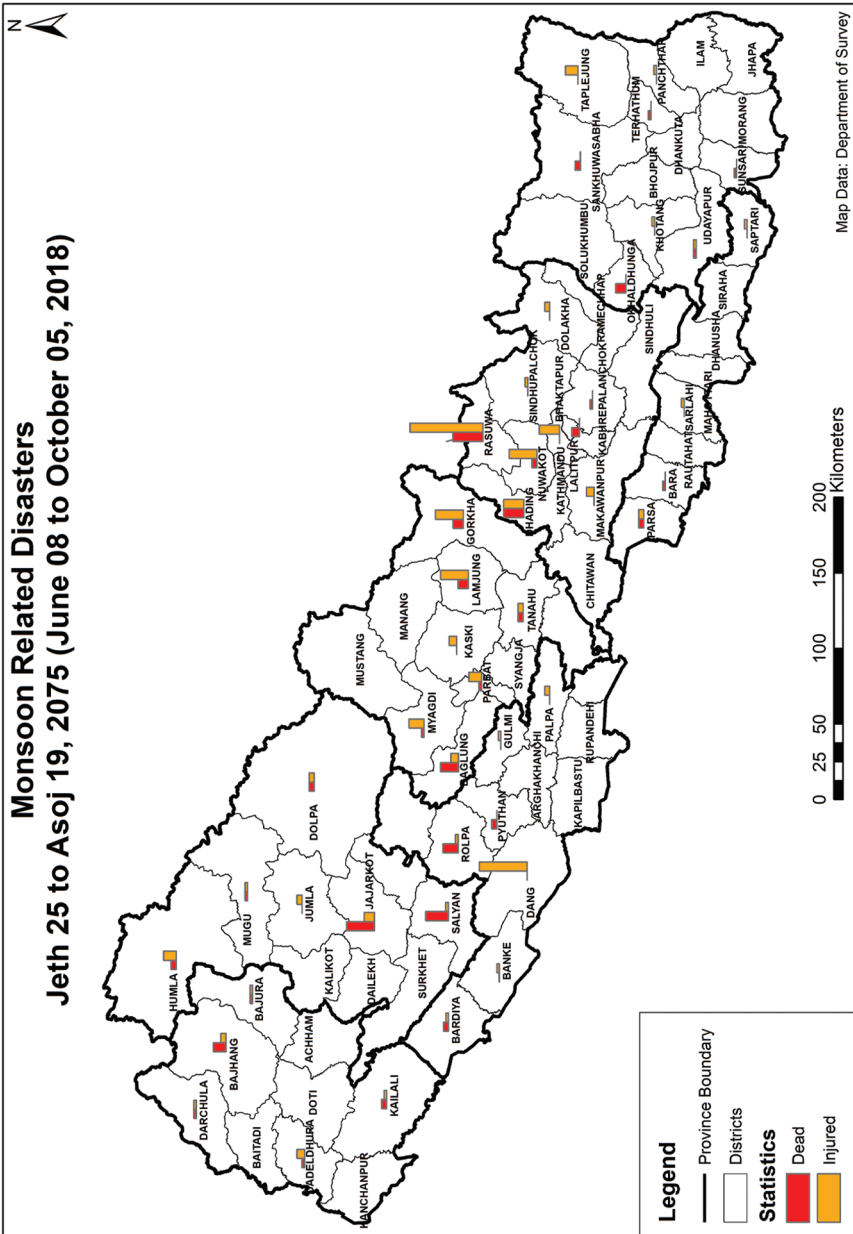 Monsoon Related Disasters
Jeth 25 to Asoj 19, 2075 (June 08 to October 05, 2018)
N
HUMLA
DARCHULA
BAJHANG
BAJURA
MUGU
DOLPA
BAITADI
JUMLA
ACHHAM
KALIKOT
DOTI
JAJARKOT
DAILEKH
KANCHANPUR
KAILALI
SURKHET
SALYAN
ROLPA
BARDIYA
BANKE
DANG
PYUTHAN
MUSTANG
MANANG
MYAGDI
BAGLUNG
PARBAT
KASKI
LAMJUNG
GORKHA
GULMI
SYANGJA
TANAHU
ARGHAKHANCHI
PALPA
KAPILBASTU
RUPANDEHI
RASUWA
DHADING
NUWAKOT
SINDHUPALCHOK
KATHMANDU
BHAKTAPUR
LALITPUR
DOLAKHA
CHITAWAN
MAKAWANPUR
KABHREPALANCHOK
RAMECHHAP
SINDHULI
PARSA
BARA
RAUTAHAT
SARLAHI
MAHOTTARI
DHANUSHA
SIRAHA
SAPTARI
SOLUKHUMBU
SANKHUWASABHA
TAPLEJUNG
OKHALDHUNGA
KHOTANG
BHOJPUR
TERHATHUM
PANCHTHAR
DHANKUTA
UDAYAPUR
SUNSARI
MORANG
ILAM
JHAPA
Legend
Province Boundary
Districts
Statistics
Dead
Injured
0 25 50 100 150 200
Kilometers
Map Data: Department of Survey